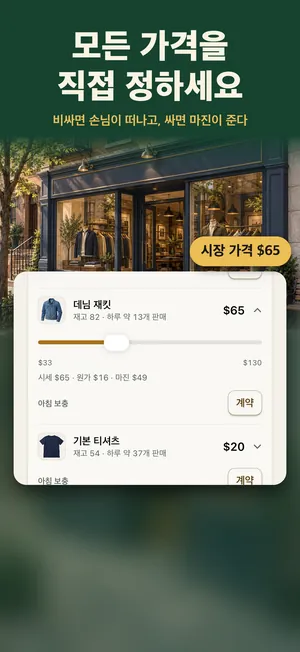 모든 가격을
직접 정하세요
비싸면 손님이 떠나고, 싸면 마진이 준다
시장 가격 $65
데님 재킷
재고 82 · 하루 약 13개 판매
$65
$33
$130
시세 $65 · 원가 $16 · 마진 $49
아침 보충
계약
기본 티셔츠
재고 54 · 하루 약 37개 판매
$20
아침 보충
계약